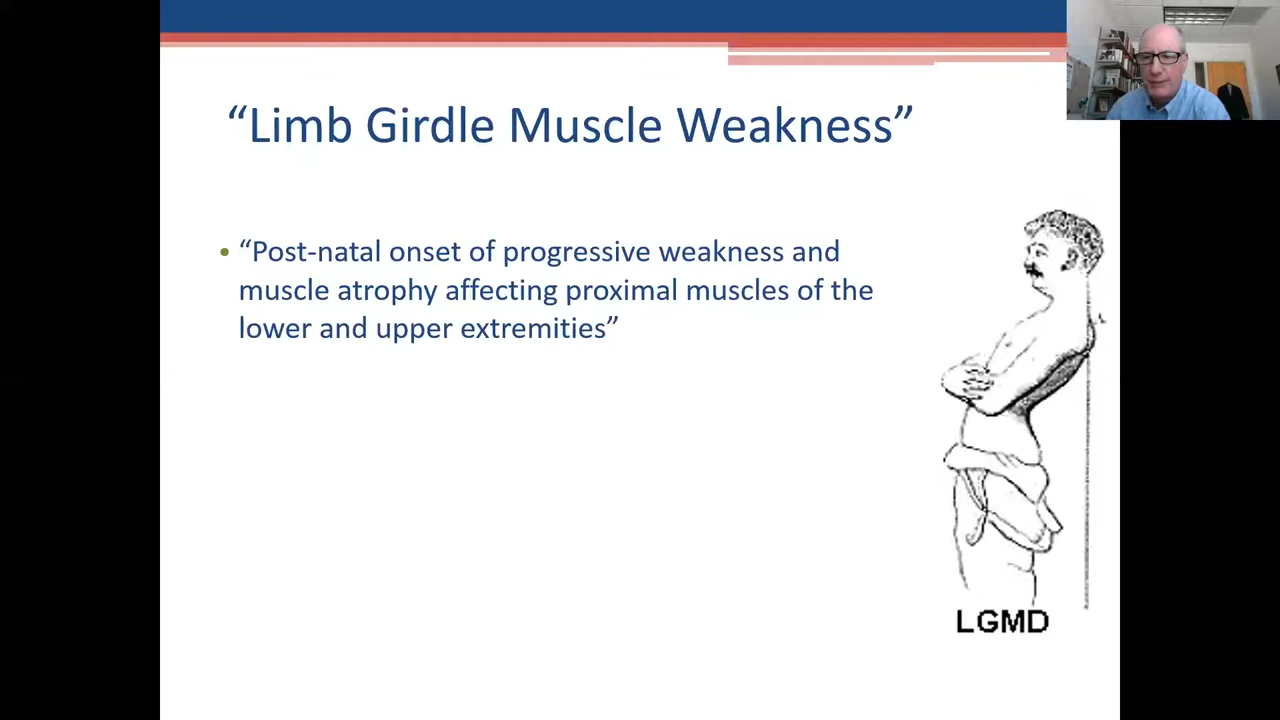 “Limb Girdle Muscle Weakness”
“Post-natal onset of progressive weakness and
muscle atrophy affecting proximal muscles of the
lower and upper extremities”
LGMD